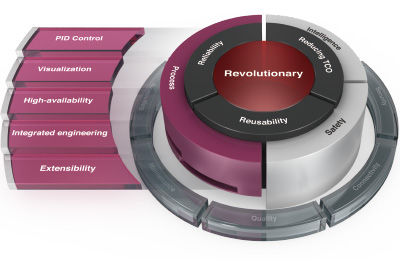 PID Control
Visualization
High-availability
Integrated engineering
Extensibility
Process
Reliability
Revolutionary
Reusability
Intelligence
Reducing TCO
Safety
Quality
Connectivity